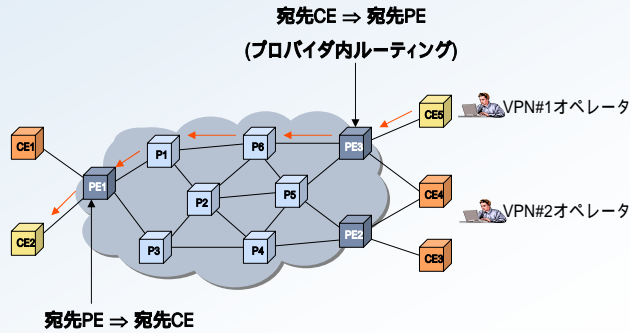 宛先CE ⇒ 宛先PE
(プロバイダ内ルーティング)
CE5
VPN#1オペレータ
CE1
P1
P6
PE3
PE1
P2
P5
CE4
VPN#2オペレータ
CE2
P3
P4
PE2
CE3
宛先PE ⇒ 宛先CE